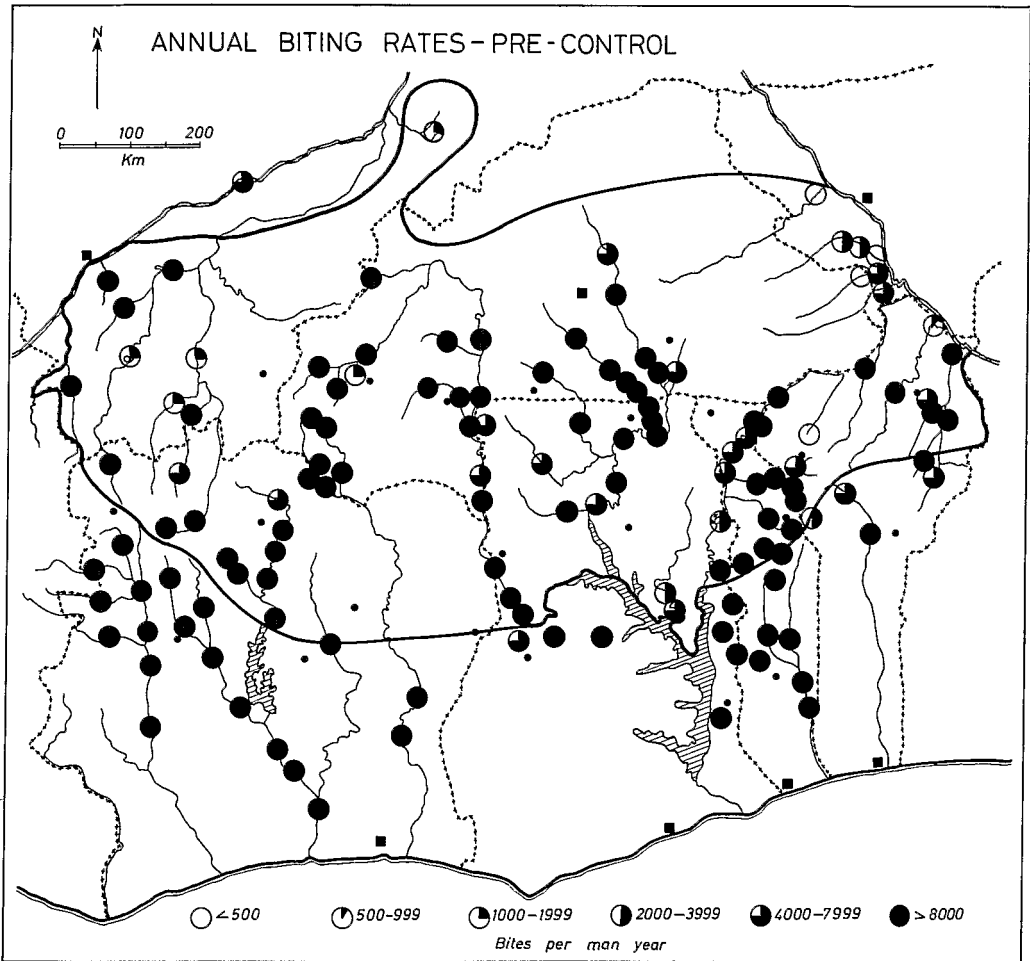 N
ANNUAL BITING RATES-PRE-CONTROL
0 100 200
Km
<500 500-999 1000-1999 2000-3999 4000-7999 >8000
Bites per man year